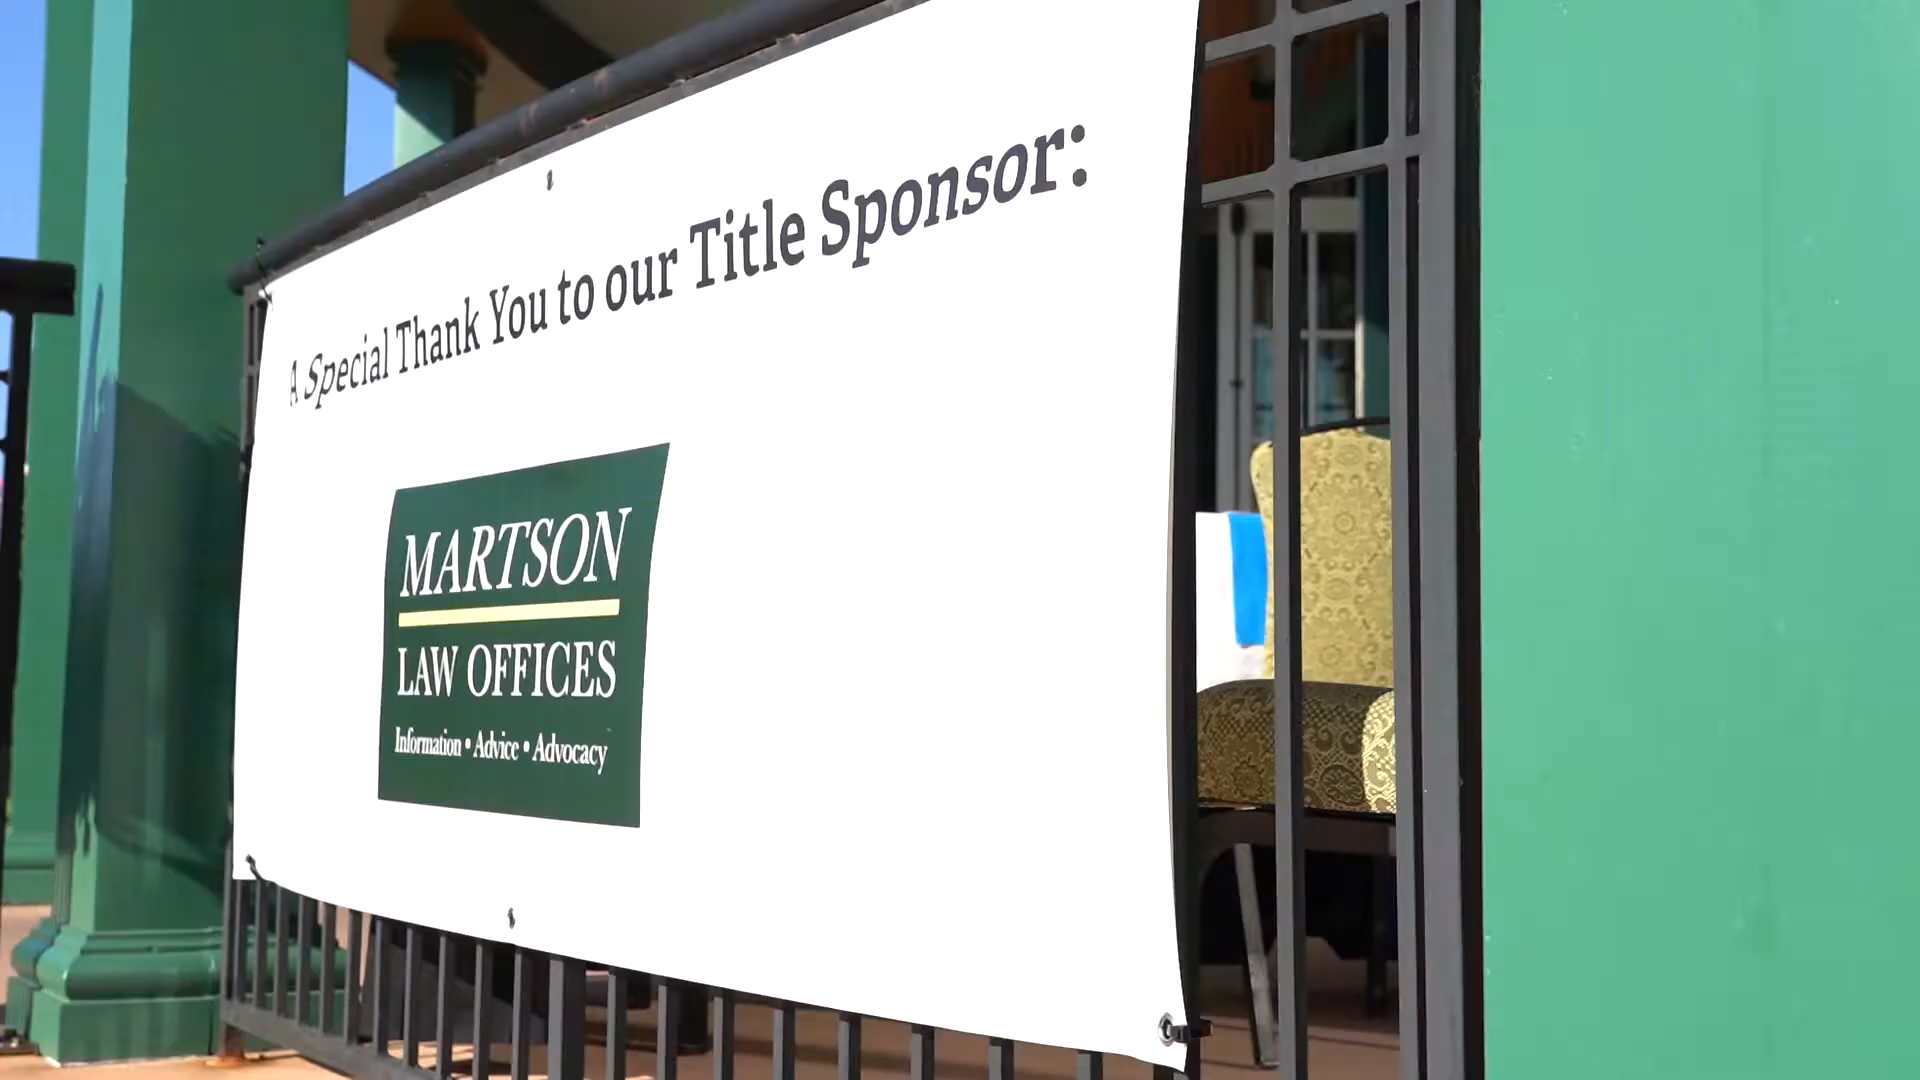 A Special Thank You to our Title Sponsor:
MARTSON
LAW OFFICES
Information • Advice • Advocacy